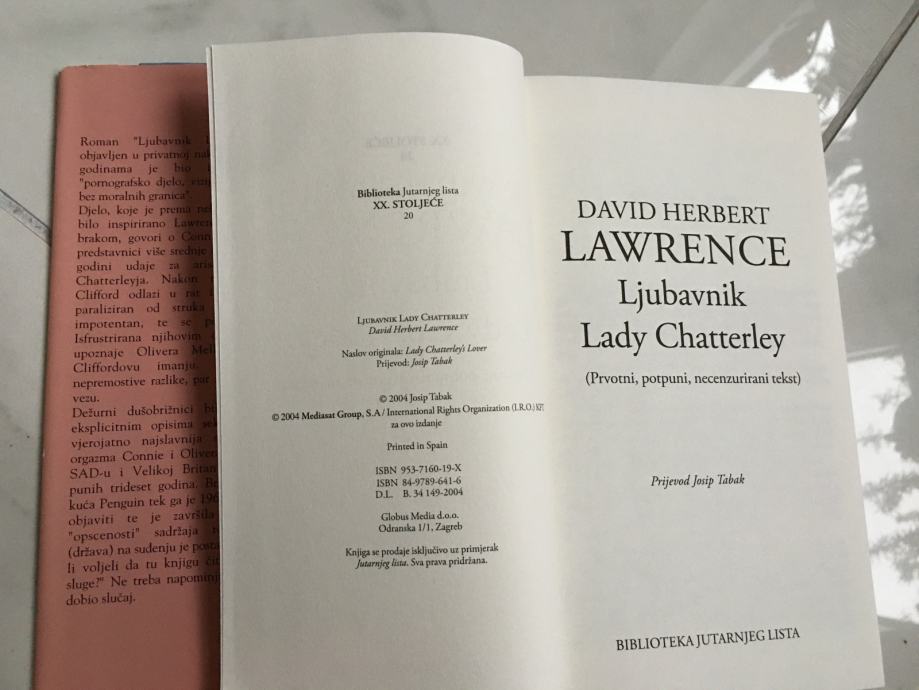 Roman "Ljubavnik
objavljen u privatnoj
godinama je bio
"pornografsko djelo,
bez moralnih granica".
Djelo, koje je prema
bilo inspirirano
brakom, govori o
predstavnici više srednje
godini udaje za
Chatterleyja. Nakon
Clifford odlazi u rat
paraliziran od struka
impotentan, te se
Isfrustrirana njihovim
upoznaje Olivera
Cliffordovu imanju.
nepremostive razlike, par
vezu.
Dežurni dušobrižnici
eksplicitnim opisima
vjerojatno najslavnija
orgazma Connie i
SAD-u i Velikoj
punih trideset godina.
kuća Penguin tek ga je
objaviti te je završila
"opscenosti" sadržaja
(država) na suđenju je
li voljeli da tu knjigu
sluge?" Ne treba
dobio slučaj.
Biblioteka Jutarnjeg lista
XX. STOLJEĆE
20
LJUBAVNIK LADY CHATTERLEY
David Herbert Lawrence
Naslov originala: Lady Chatterley's Lover
Prijevod: Josip Tabak
© 2004 Josip Tabak
© 2004 Mediasat Group, S.A / International Rights Organization (I.R.O.) KFT
za ovo izdanje
Printed in Spain
ISBN 953-7160-19-X
ISBN 84-9789-641-6
D.L. B. 34 149-2004
Globus Media d.o.o.
Odranska 1/1, Zagreb
Knjiga se prodaje isključivo uz primjerak
Jutarnjeg lista. Sva prava pridržana.
DAVID HERBERT
LAWRENCE
Ljubavnik
Lady Chatterley
(Prvotni, potpuni, necenzurirani tekst)
Prijevod Josip Tabak
BIBLIOTEKA JUTARNJEG LISTA